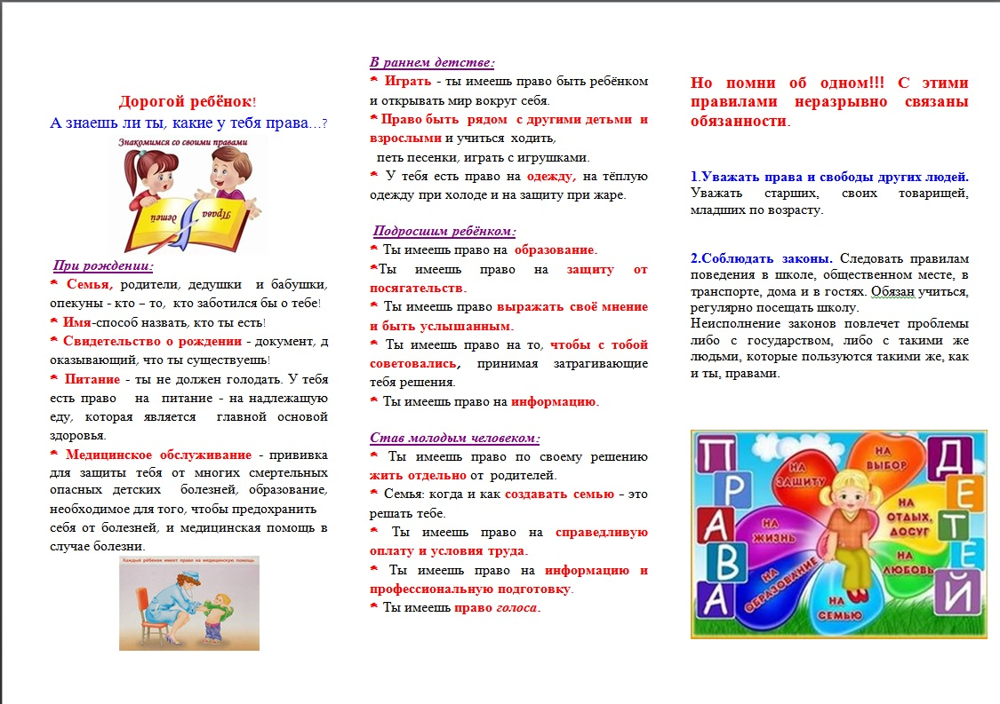 Дорогой ребёнок!
А знаешь ли ты, какие у тебя права...?
Знакомимся со своими правами
Права
детей
При рождении:
Семья, родители, дедушки и бабушки,
опекуны - кто – то, кто заботился бы о тебе!
Имя-способ назвать, кто ты есть!
Свидетельство о рождении - документ, д
оказывающий, что ты существуешь!
Питание - ты не должен голодать. У тебя
есть право на питание - на надлежащую
еду, которая является главной основой
здоровья.
Медицинское обслуживание - прививка
для защиты тебя от многих смертельных
опасных детских болезней, образование,
необходимое для того, чтобы предохранить
себя от болезней, и медицинская помощь в
случае болезни.
Каждый ребенок имеет право на медицинскую помощь
В раннем детстве:
Играть - ты имеешь право быть ребёнком
и открывать мир вокруг себя.
Право быть рядом с другими детьми и
взрослыми и учиться ходить,
петь песенки, играть с игрушками.
У тебя есть право на одежду, на тёплую
одежду при холоде и на защиту при жаре.
Подросшим ребёнком:
Ты имеешь право на образование.
Ты имеешь право на защиту от
посягательств.
Ты имеешь право выражать своё мнение
и быть услышанным.
Ты имеешь право на то, чтобы с тобой
советовались, принимая затрагивающие
тебя решения.
Ты имеешь право на информацию.
Став молодым человеком:
Ты имеешь право по своему решению
жить отдельно от родителей.
Семья: когда и как создавать семью - это
решать тебе.
Ты имеешь право на справедливую
оплату и условия труда.
Ты имеешь право на информацию и
профессиональную подготовку.
Ты имеешь право голоса.
Но помни об одном!!! С этими
правилами неразрывно связаны
обязанности.
1.Уважать права и свободы других людей.
Уважать старших, своих товарищей,
младших по возрасту.
2.Соблюдать законы. Следовать правилам
поведения в школе, общественном месте, в
транспорте, дома и в гостях. Обязан учиться,
регулярно посещать школу.
Неисполнение законов повлечет проблемы
либо с государством, либо с такими же
людьми, которые пользуются такими же, как
и ты, правами.
ПРАВА
ДЕТЕЙ
НА
ЗАЩИТУ
НА
ВЫБОР
НА
ОТДЫХ,
ДОСУГ
НА
ЖИЗНЬ
НА
ЛЮБОВЬ
НА
ОБРАЗОВАНИЕ
НА
СЕМЬЮ